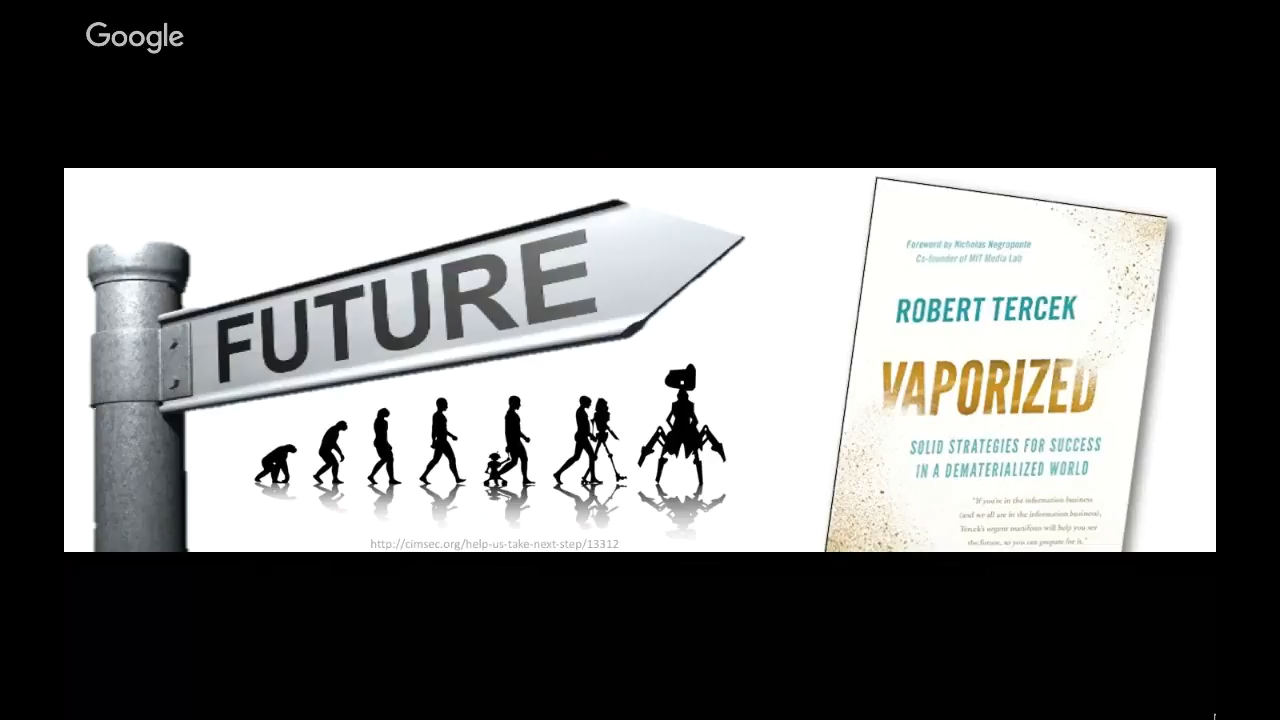 Google
FUTURE
http://cimsec.org/help-us-take-next-step/13312
Foreword by Nicholas Negroponte
Co-founder of MIT Media Lab
ROBERT TERCEK
VAPORIZED
SOLID STRATEGIES FOR SUCCESS
IN A DEMATERIALIZED WORLD
"If you're in the information business
(and we all are in the information business),
Tercek's urgent manifesto will help you see
the future, so you can prepare for it."